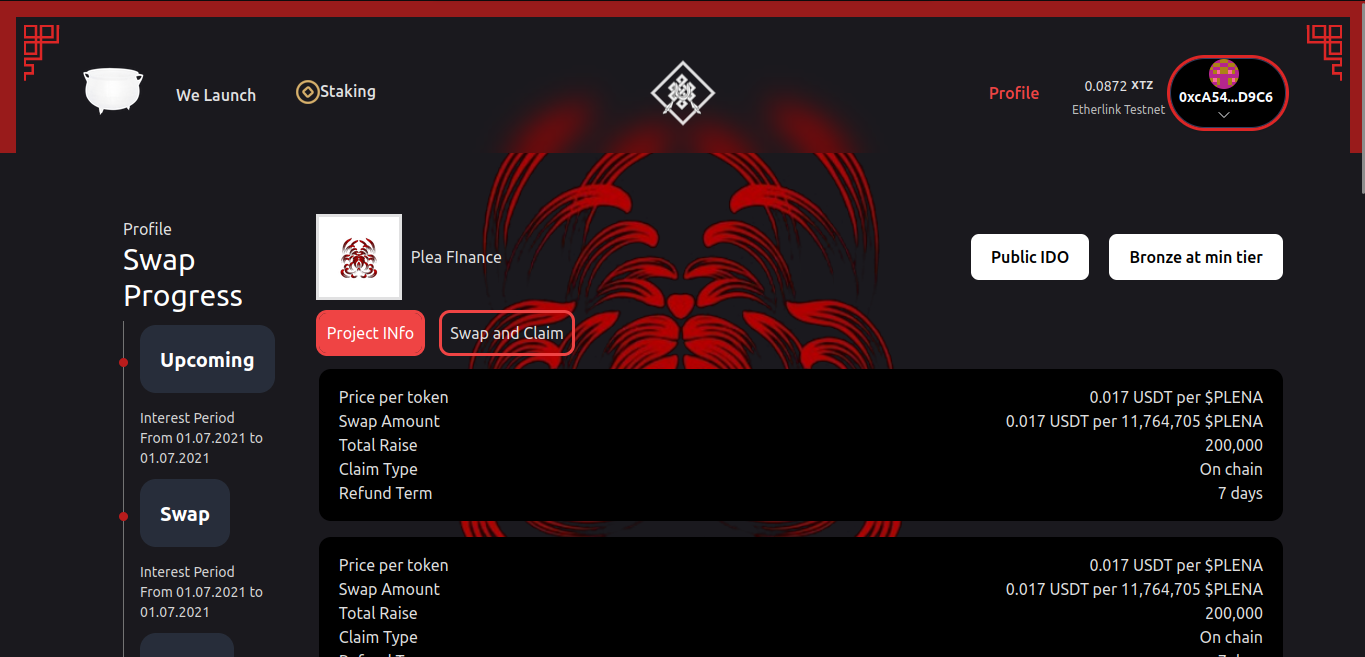 We Launch
Staking
Profile
0.0872 XTZ
Etherlink Testnet
0xcA54...D9C6
Profile
Swap
Progress
Upcoming
Interest Period
From 01.07.2021 to
01.07.2021
Swap
Interest Period
From 01.07.2021 to
01.07.2021
Plea FInance
Public IDO
Bronze at min tier
Project INfo
Swap and Claim
Price per token 0.017 USDT per $PLENA
Swap Amount 0.017 USDT per 11,764,705 $PLENA
Total Raise 200,000
Claim Type On chain
Refund Term 7 days
Price per token 0.017 USDT per $PLENA
Swap Amount 0.017 USDT per 11,764,705 $PLENA
Total Raise 200,000
Claim Type On chain